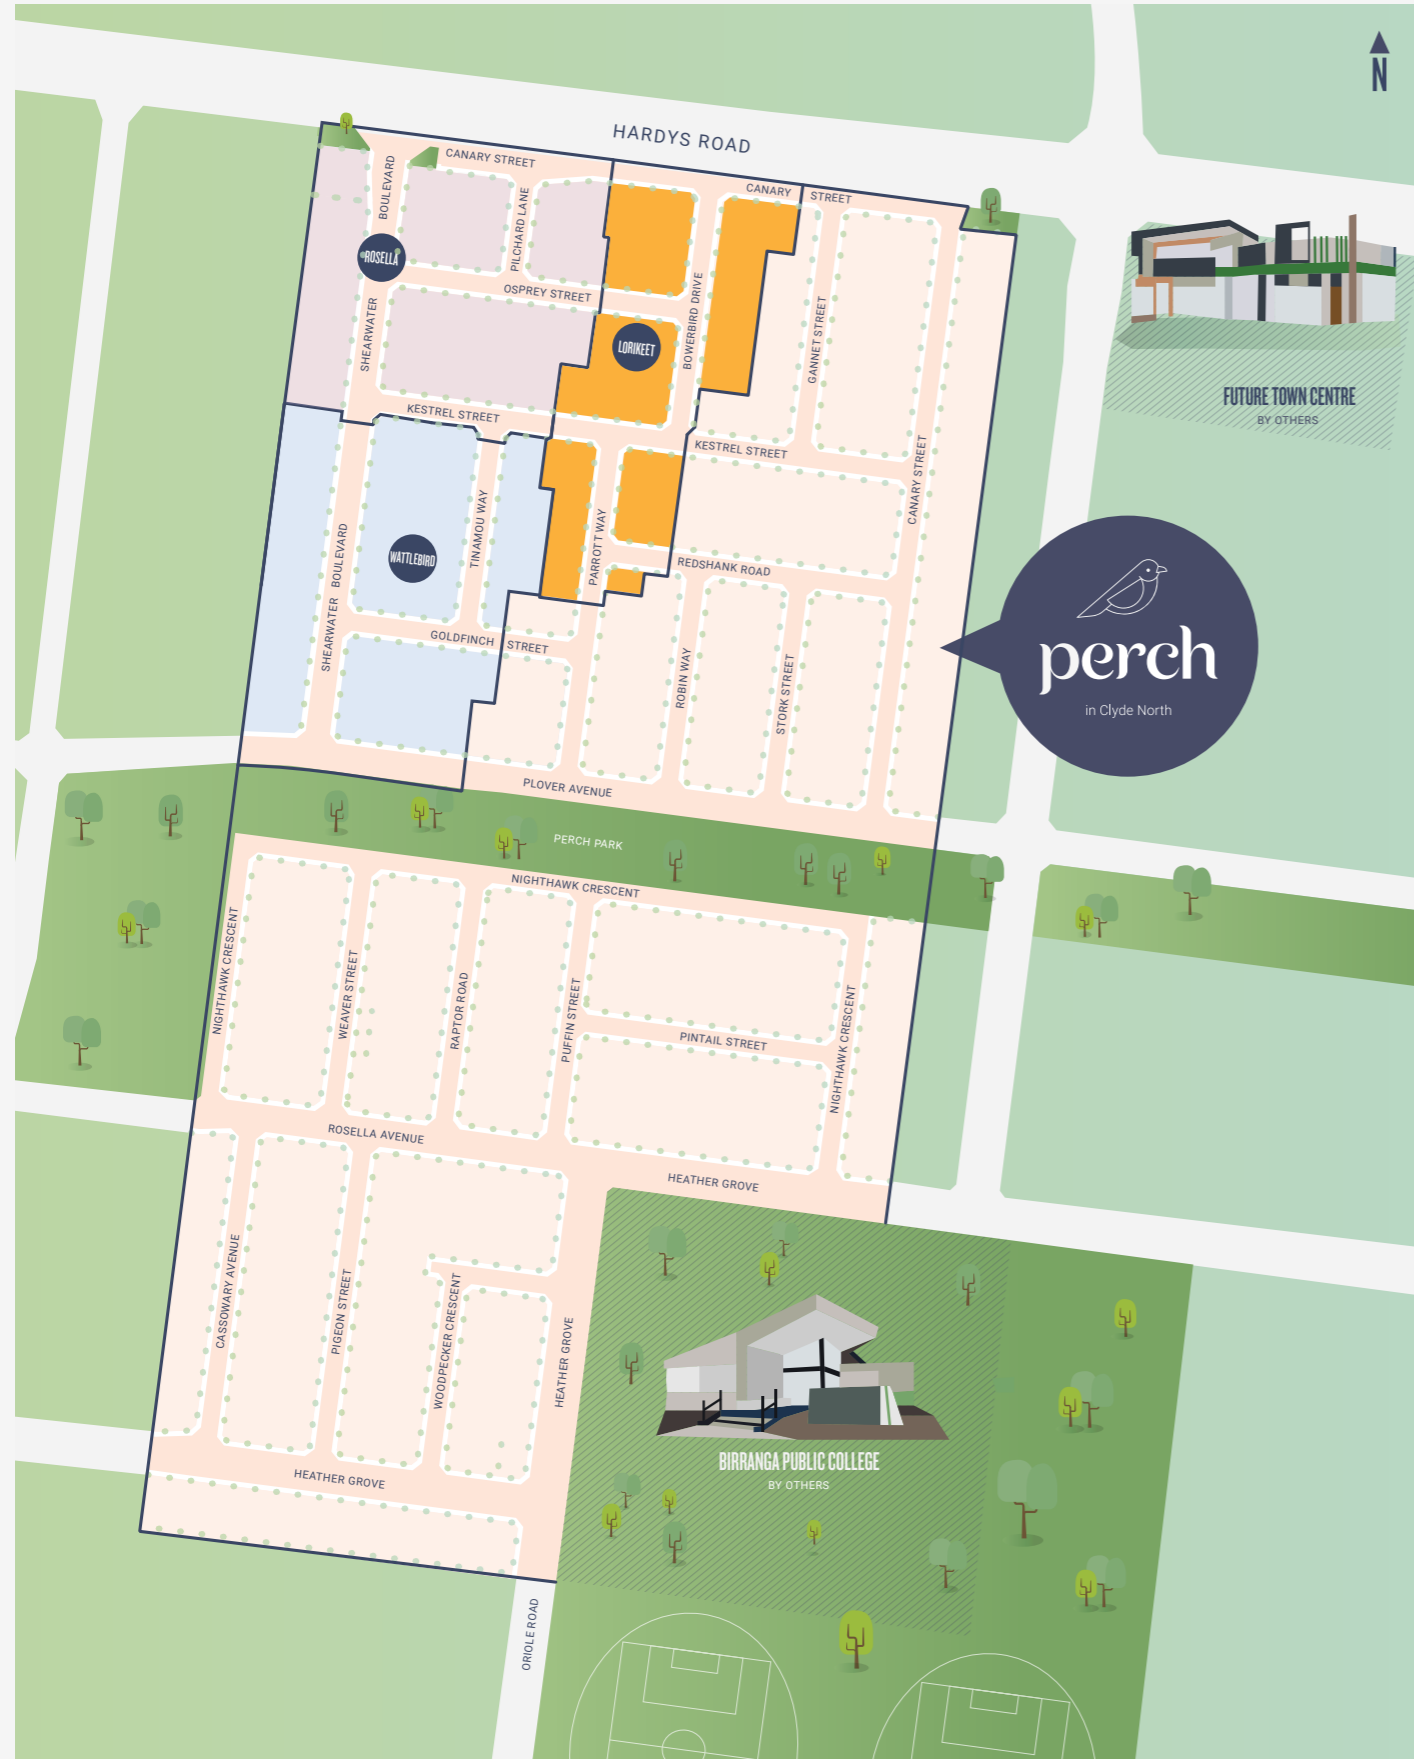 N
HARDYS ROAD
CANARY STREET
CANARY STREET
BOULEVARD
PILCHARD LANE
ROSELLA
OSPREY STREET
SHEARWATER
LORIKEET
BOWERBIRD DRIVE
GANNET STREET
FUTURE TOWN CENTRE
BY OTHERS
KESTREL STREET
KESTREL STREET
CANARY STREET
TINAMOU WAY
WATTLEBIRD
PARROTT WAY
SHEARWATER BOULEVARD
REDSHANK ROAD
GOLDFINCH STREET
ROBIN WAY
STORK STREET
perch
in Clyde North
PLOVER AVENUE
PERCH PARK
NIGHTHAWK CRESCENT
NIGHTHAWK CRESCENT
WEAVER STREET
RAPTOR ROAD
PUFFIN STREET
PINTAIL STREET
NIGHTHAWK CRESCENT
ROSELLA AVENUE
HEATHER GROVE
CASSOWARY AVENUE
PIGEON STREET
WOODPECKER CRESCENT
HEATHER GROVE
BIRRANGA PUBLIC COLLEGE
BY OTHERS
HEATHER GROVE
ORIOLE ROAD